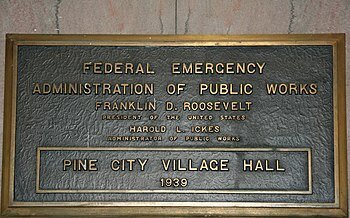 FEDERAL EMERGENCY
ADMINISTRATION OF PUBLIC WORKS
FRANKLIN D. ROOSEVELT
PRESIDENT OF THE UNITED STATES
HAROLD L. ICKES
ADMINISTRATOR OF PUBLIC WORKS
PINE CITY VILLAGE HALL
1939